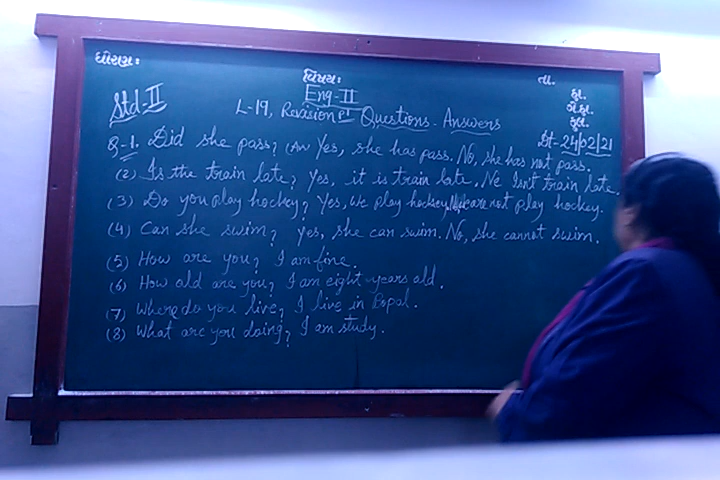 ધોરણ: વિષય: તા.
Std-II Eng-II
L-19, Revision Questions-Answers
Dt-24/02/21
Q-1. Did she pass? Yes, she has pass. No, she has not pass.
(2) Is the train late? Yes, it is train late. No Isn't train late.
(3) Do you play hockey? Yes, we play hockey, are not play hockey.
(4) Can she swim? Yes, she can swim. No, she cannot swim.
(5) How are you? I am fine.
(6) How old are you? I am eight-years old.
(7) Where do you live? I live in Bopal.
(8) What are you doing? I am study.